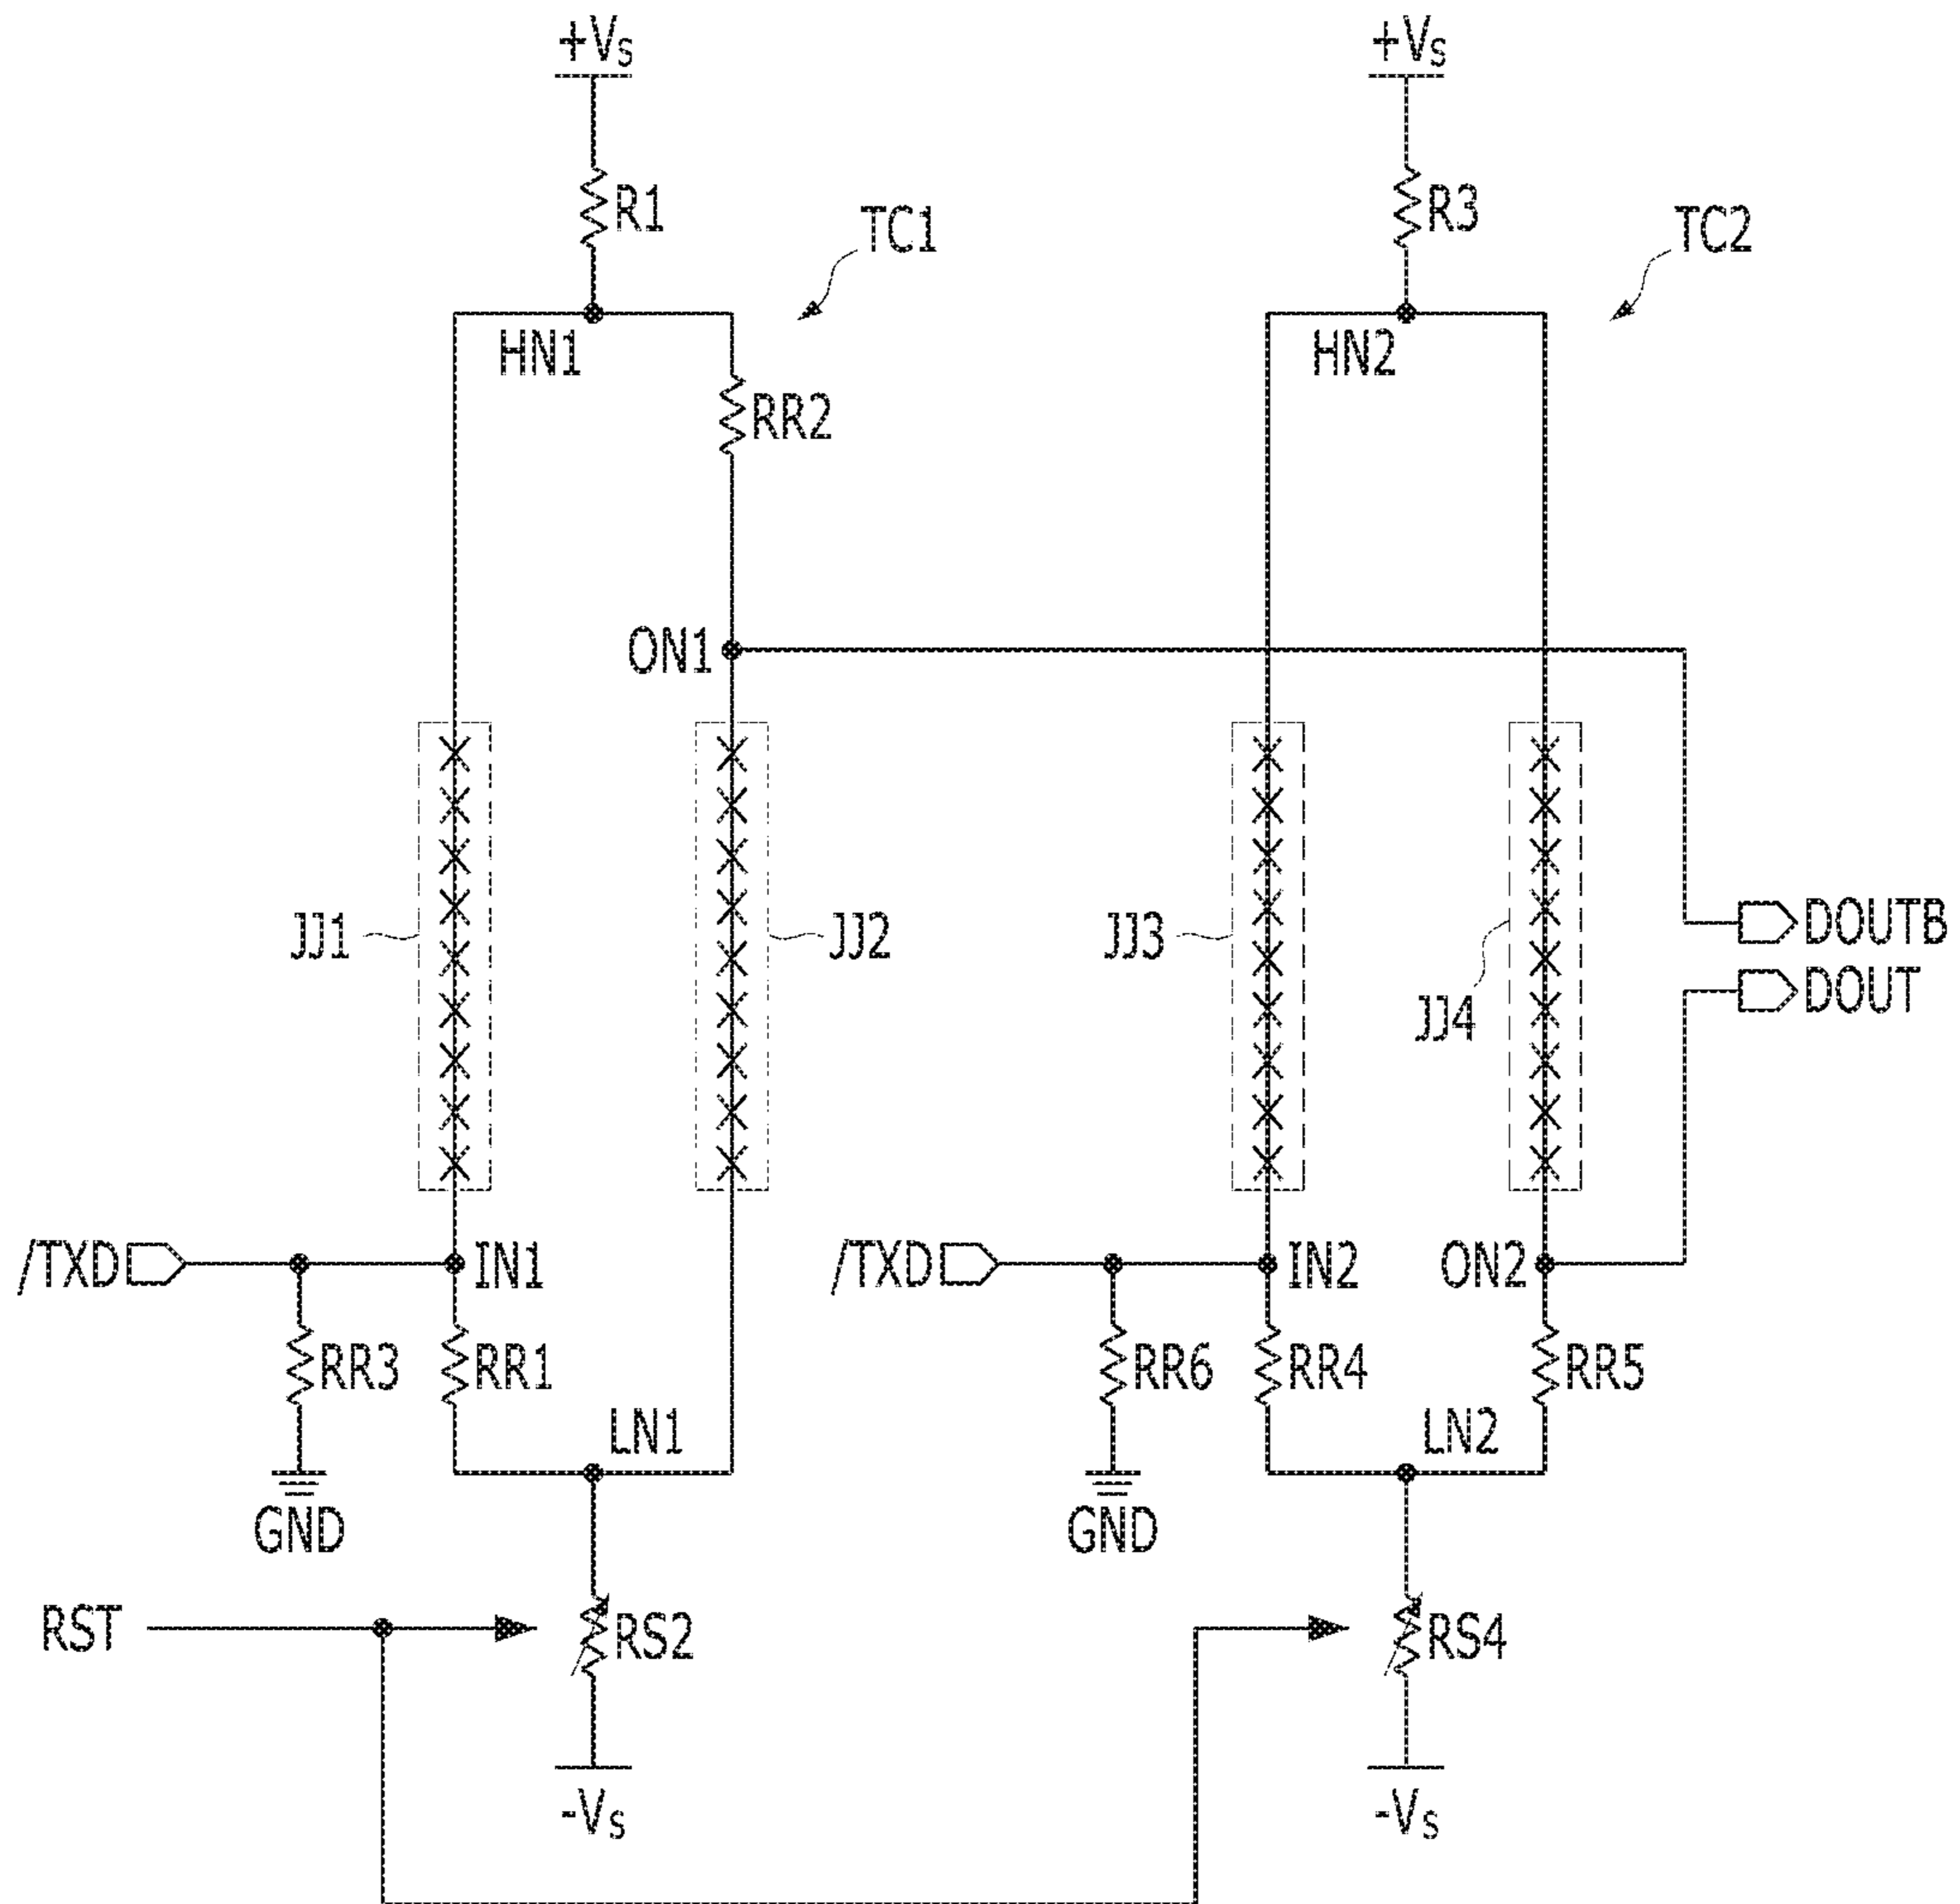 +VS
+VS
R1
R3
TC1
TC2
HN1
HN2
RR2
ON1
JJ1
JJ2
JJ3
JJ4
DOUTB
DOUT
/TXD
IN1
/TXD
IN2
ON2
RR3
RR1
RR6
RR4
RR5
LN1
LN2
GND
GND
RST
RS2
RS4
-VS
-VS